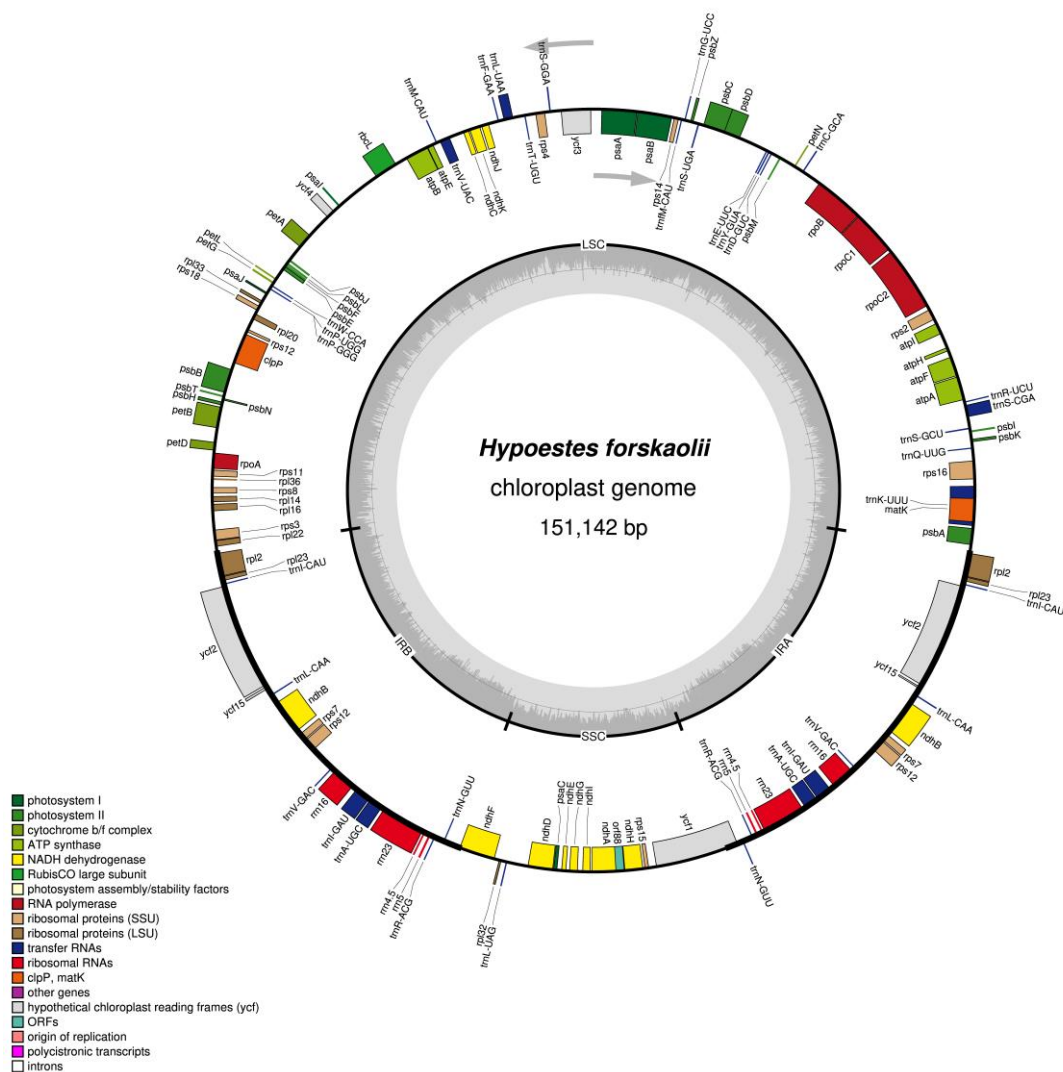 Hypoestes forskaolii
chloroplast genome
151,142 bp
LSC
IRA
SSC
IRB
psaA
psaB
rps14
trnfM-CAU
trnG-UCC
psbZ
trnS-UGA
psbC
psbD
trnE-UUC
trnY-GUA
trnD-GUC
psbM
petN
trnC-GCA
rpoB
rpoC1
rpoC2
rps2
atpI
atpH
atpF
atpA
trnR-UCU
trnS-CGA
trnS-GCU
psbI
psbK
trnQ-UUG
rps16
trnK-UUU
matK
psbA
rpl2
rpl23
trnI-CAU
ycf2
ycf15
trnL-CAA
ndhB
rps7
rps12
trnV-GAC
rrn16
trnI-GAU
trnA-UGC
rrn23
rrn4.5
rrn5
trnR-ACG
trnN-GUU
ycf1
rps15
ndhH
orf88
ndhA
ndhI
ndhG
ndhE
psaC
ndhD
trnL-UAG
rpl32
ndhF
trnN-GUU
trnR-ACG
rrn5
rrn4.5
rrn23
trnA-UGC
trnI-GAU
rrn16
trnV-GAC
rps12
rps7
ndhB
trnL-CAA
ycf15
ycf2
trnI-CAU
rpl23
rpl2
rpl22
rps3
rpl16
rpl14
rps8
rpl36
rps11
rpoA
petD
petB
psbH
psbN
psbT
psbB
clpP
rps12
rpl20
rps18
rpl33
psaJ
trnP-GGG
trnP-UGG
trnW-CCA
petG
petL
psbE
psbF
psbL
psbJ
petA
ycf4
psaI
rbcL
atpB
atpE
trnM-CAU
trnV-UAC
ndhC
ndhK
ndhJ
trnF-GAA
trnL-UAA
trnT-UGU
rps4
trnS-GGA
ycf3
photosystem I
photosystem II
cytochrome b/f complex
ATP synthase
NADH dehydrogenase
RubisCO large subunit
photosystem assembly/stability factors
RNA polymerase
ribosomal proteins (SSU)
ribosomal proteins (LSU)
transfer RNAs
ribosomal RNAs
clpP, matK
other genes
hypothetical chloroplast reading frames (ycf)
ORFs
origin of replication
polycistronic transcripts
introns